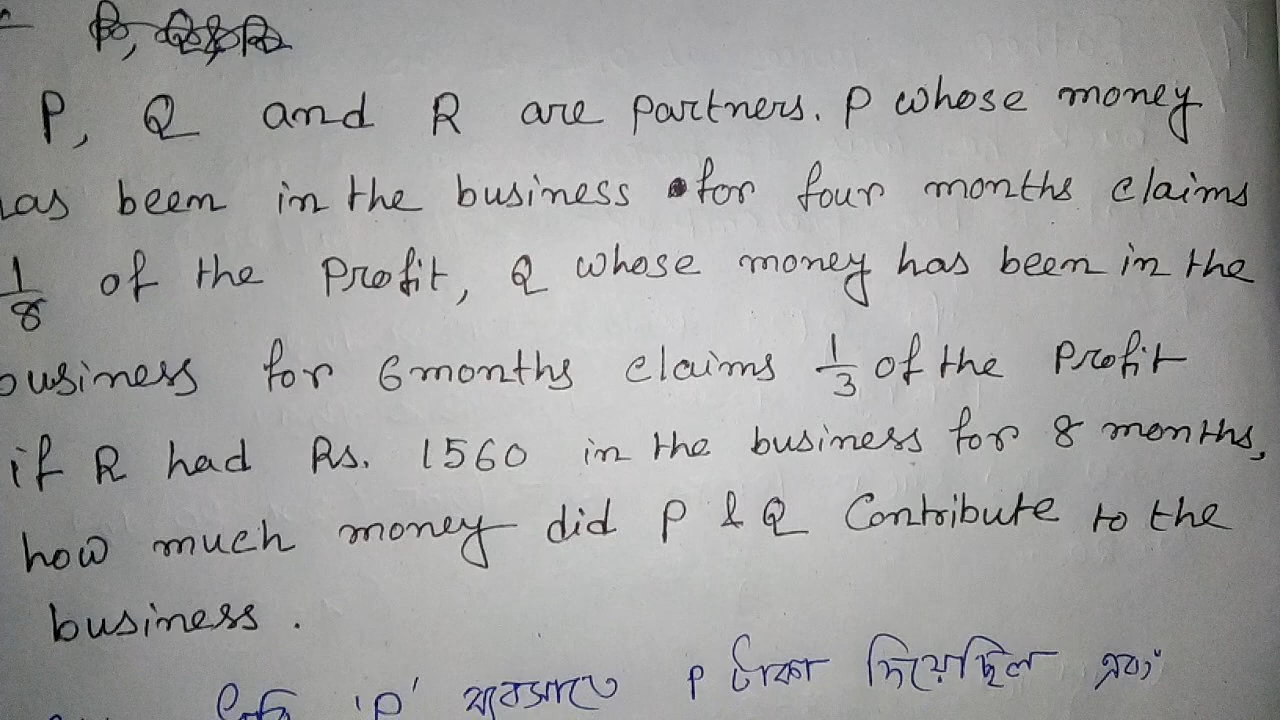 P, Q and R are partners. P whose money
has been in the business for four months claims
1/8 of the Profit, Q whose money has been in the
business for 6 months claims 1/3 of the Profit
if R had Rs. 1560 in the business for 8 months,
how much money did P & Q Contribute to the
business.
'P' ব্যবসাতে P টাকা দিয়েছিল এবং